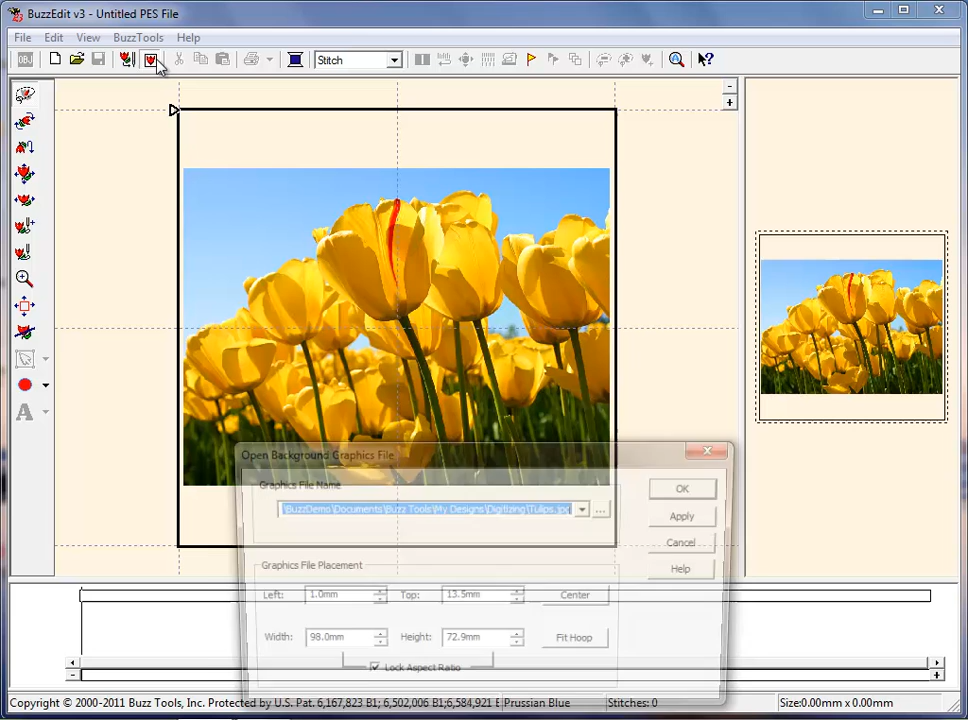 BuzzEdit v3 - Untitled PES File
File Edit View BuzzTools Help
OBJ
Stitch
-
+
A
Open Background Graphics File
Graphics File Name
\BuzzDemo\Documents\Buzz Tools\My Designs\Digitizing\Tulips.jpg
...
OK
Apply
Cancel
Help
Graphics File Placement
Left: 1.0mm Top: 13.5mm Center
Width: 98.0mm Height: 72.9mm Fit Hoop
Lock Aspect Ratio
- +
Copyright © 2000-2011 Buzz Tools, Inc. Protected by U.S. Pat. 6,167,823 B1; 6,502,006 B1;6,584,921 E Prussian Blue Stitches: 0 Size:0.00mm x 0.00mm